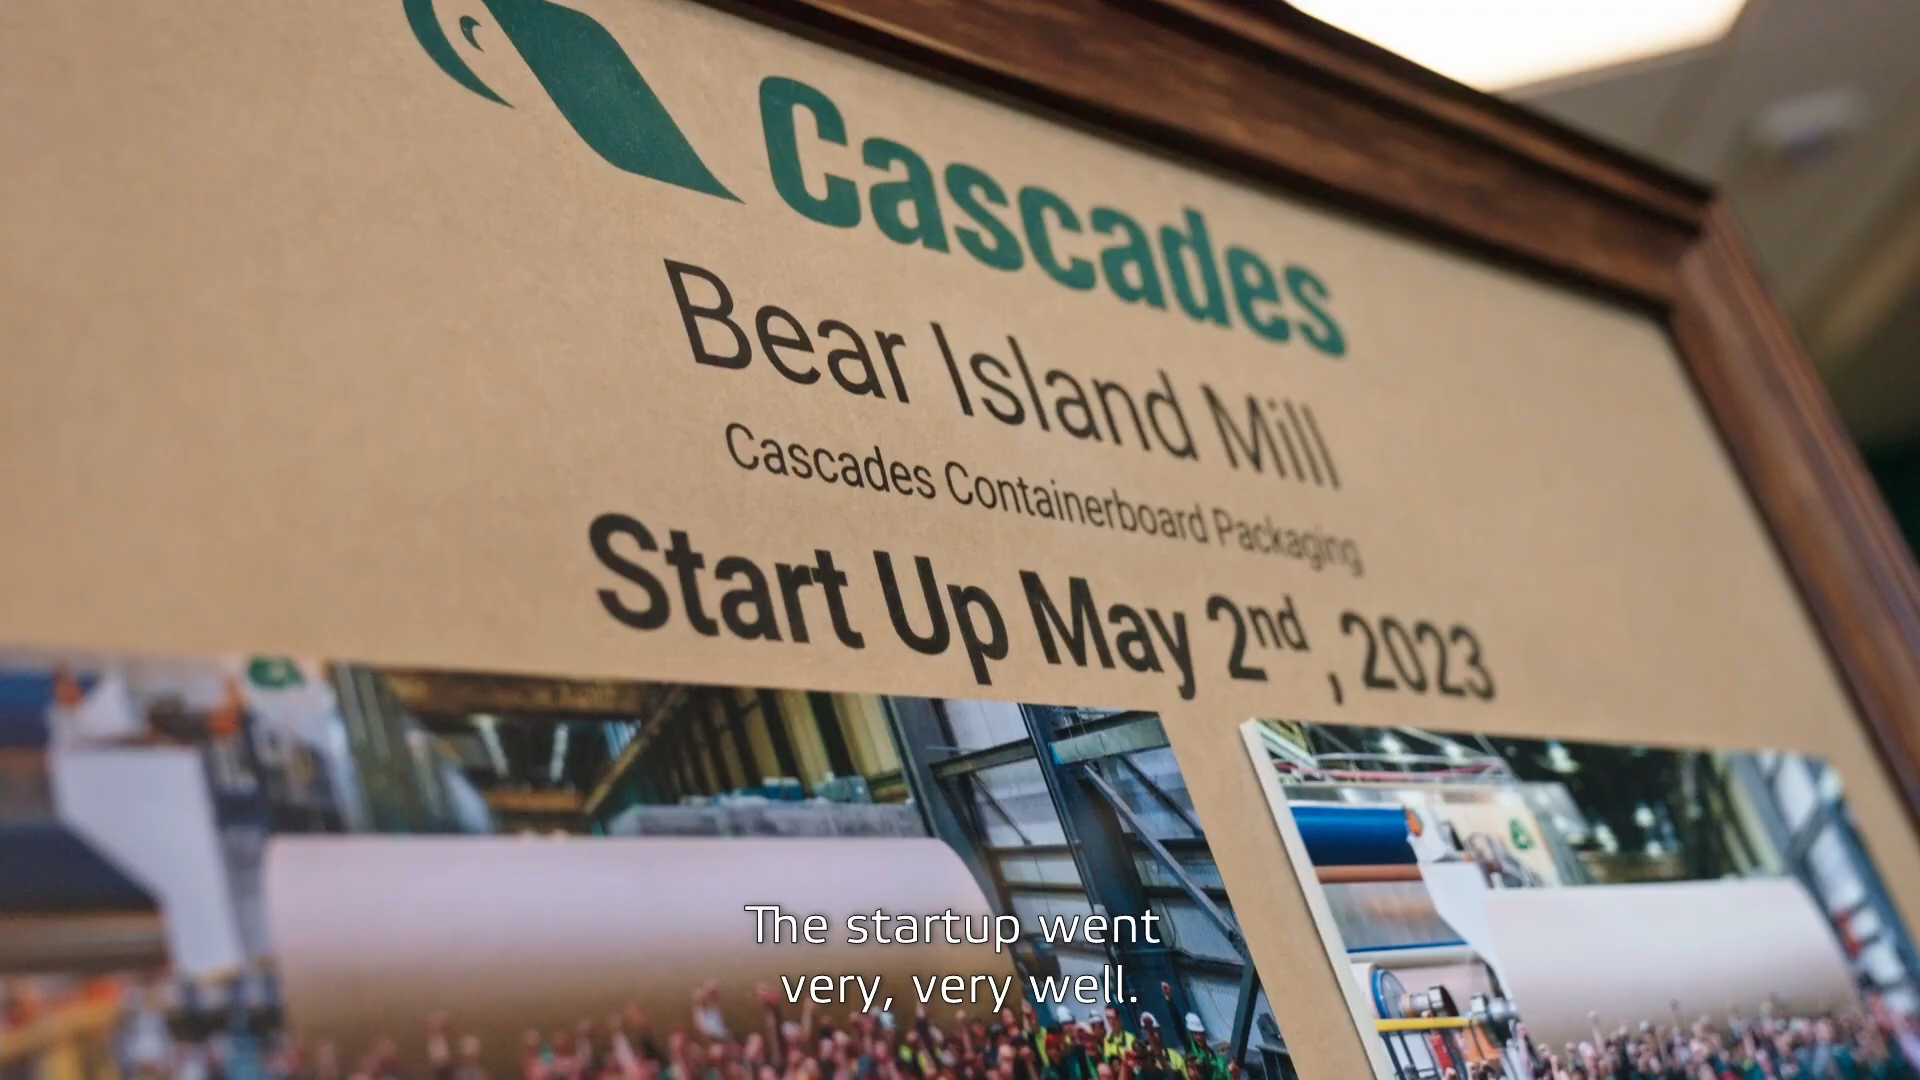 Cascades
Bear Island Mill
Cascades Containerboard Packaging
Start Up May 2nd, 2023
The startup went
very, very well.